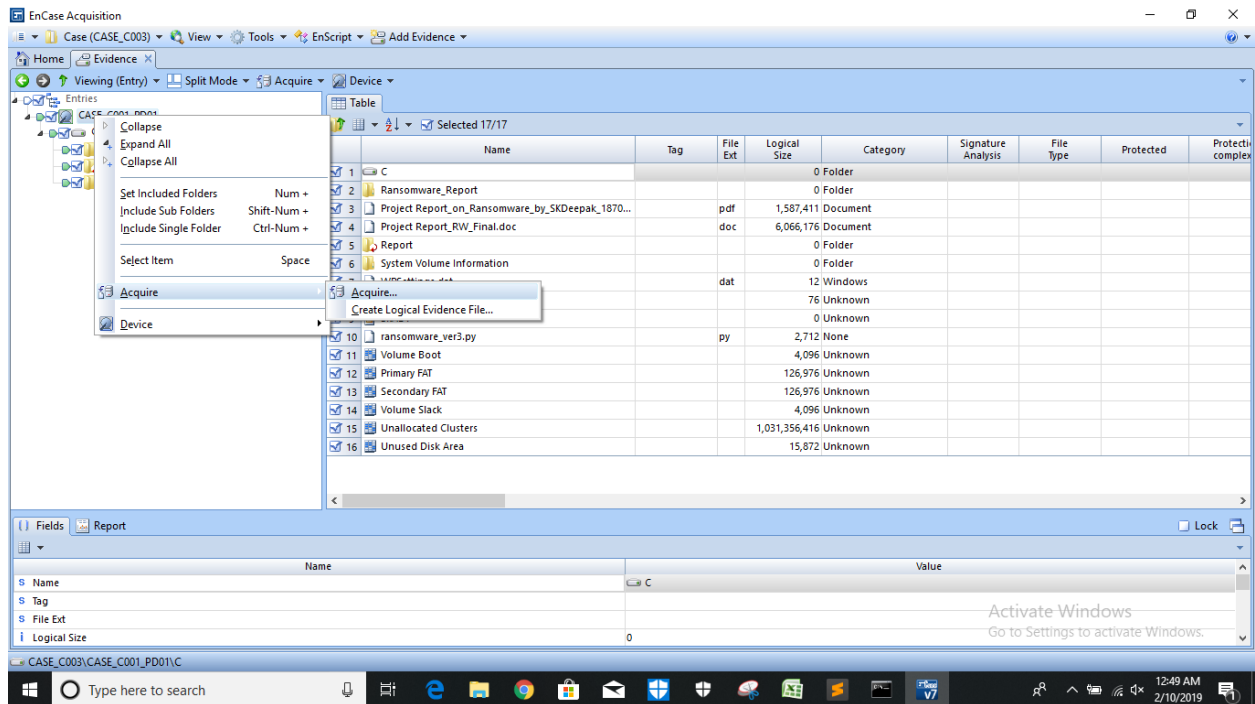 EnCase Acquisition
Case (CASE_C003) View Tools EnScript Add Evidence
Home Evidence
Viewing (Entry) Split Mode Acquire Device
Entries
CASE_C001_PD01
Collapse
Expand All
Collapse All
Set Included Folders Num +
Include Sub Folders Shift-Num +
Include Single Folder Ctrl-Num +
Select Item Space
Acquire
Device
Acquire...
Create Logical Evidence File...
Table
Selected 17/17
Name Tag File Ext Logical Size Category Signature Analysis File Type Protected
1 C 0 Folder
2 Ransomware_Report 0 Folder
3 Project Report_on_Ransomware_by_SKDeepak_1870... pdf 1,587,411 Document
4 Project Report_RW_Final.doc doc 6,066,176 Document
5 Report 0 Folder
6 System Volume Information 0 Folder
dat 12 Windows
76 Unknown
0 Unknown
10 ransomware_ver3.py py 2,712 None
11 Volume Boot 4,096 Unknown
12 Primary FAT 126,976 Unknown
13 Secondary FAT 126,976 Unknown
14 Volume Slack 4,096 Unknown
15 Unallocated Clusters 1,031,356,416 Unknown
16 Unused Disk Area 15,872 Unknown
Fields Report Lock
Name Value
Name C
Tag
File Ext
Logical Size 0
Activate Windows
Go to Settings to activate Windows.
CASE_C003\CASE_C001_PD01\C
Type here to search
v7
12:49 AM
2/10/2019